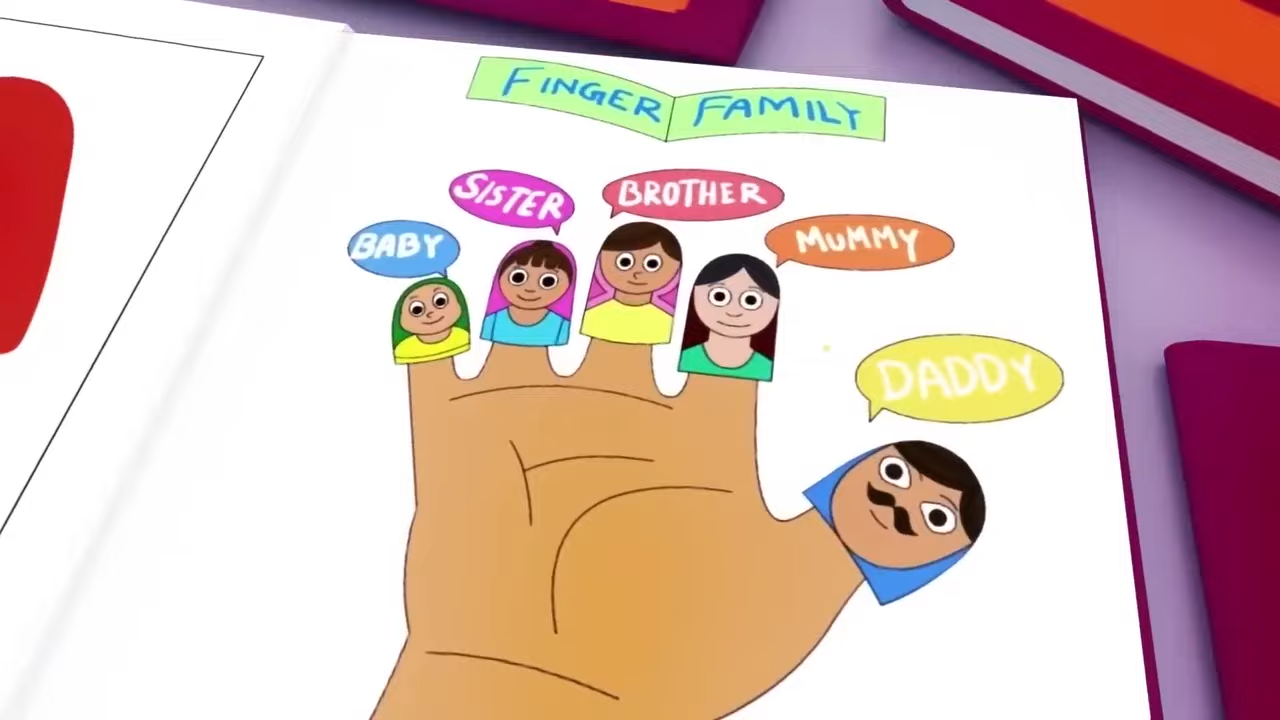 FINGER FAMILY
SISTER
BROTHER
BABY
MUMMY
DADDY